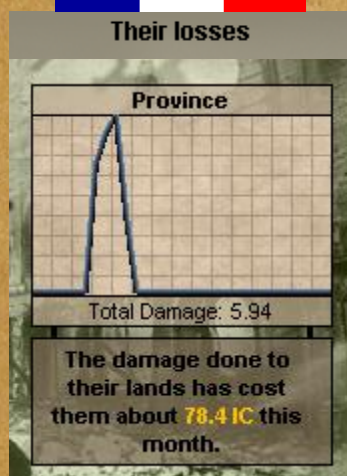 Their losses
Province
Total Damage: 5.94
The damage done to
their lands has cost
them about 78.4 IC this
month.